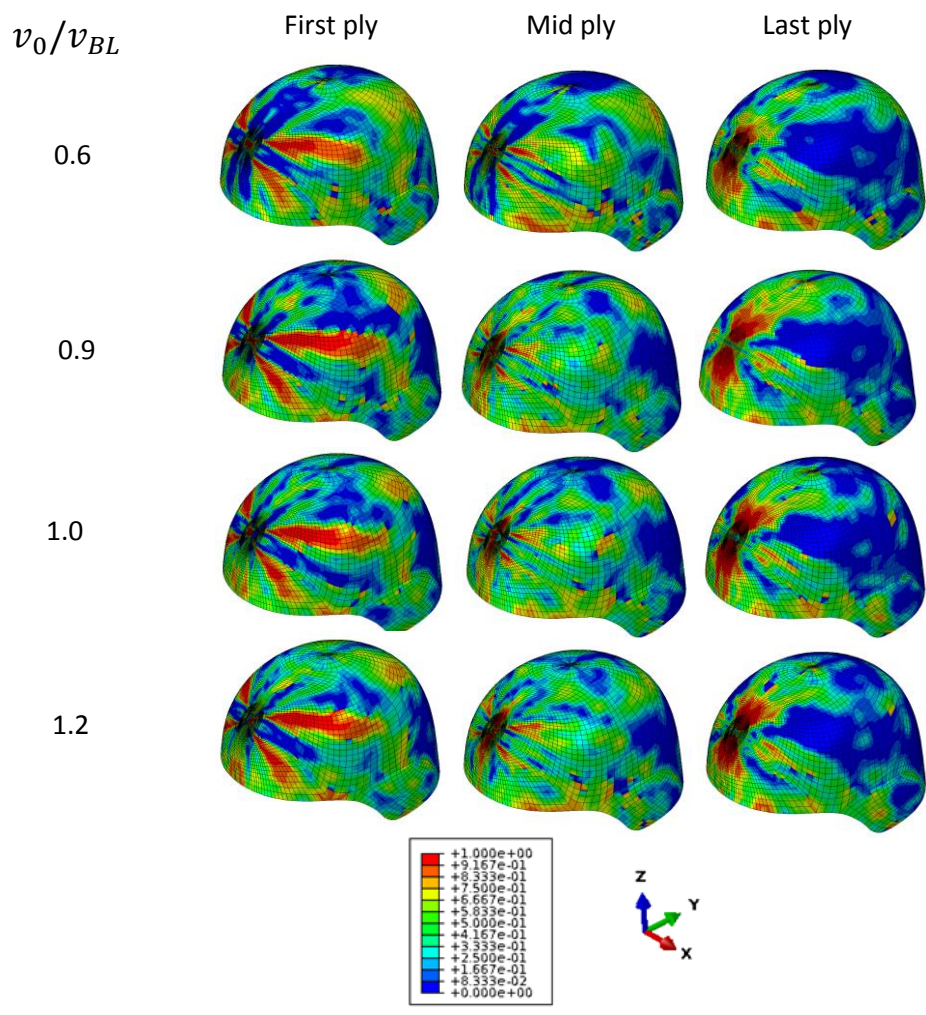 v₀/v_BL First ply Mid ply Last ply
0.6
0.9
1.0
1.2
+1.000e+00
+9.167e-01
+8.333e-01
+7.500e-01
+6.667e-01
+5.833e-01
+5.000e-01
+4.167e-01
+3.333e-01
+2.500e-01
+1.667e-01
+8.333e-02
+0.000e+00
Z
Y
X